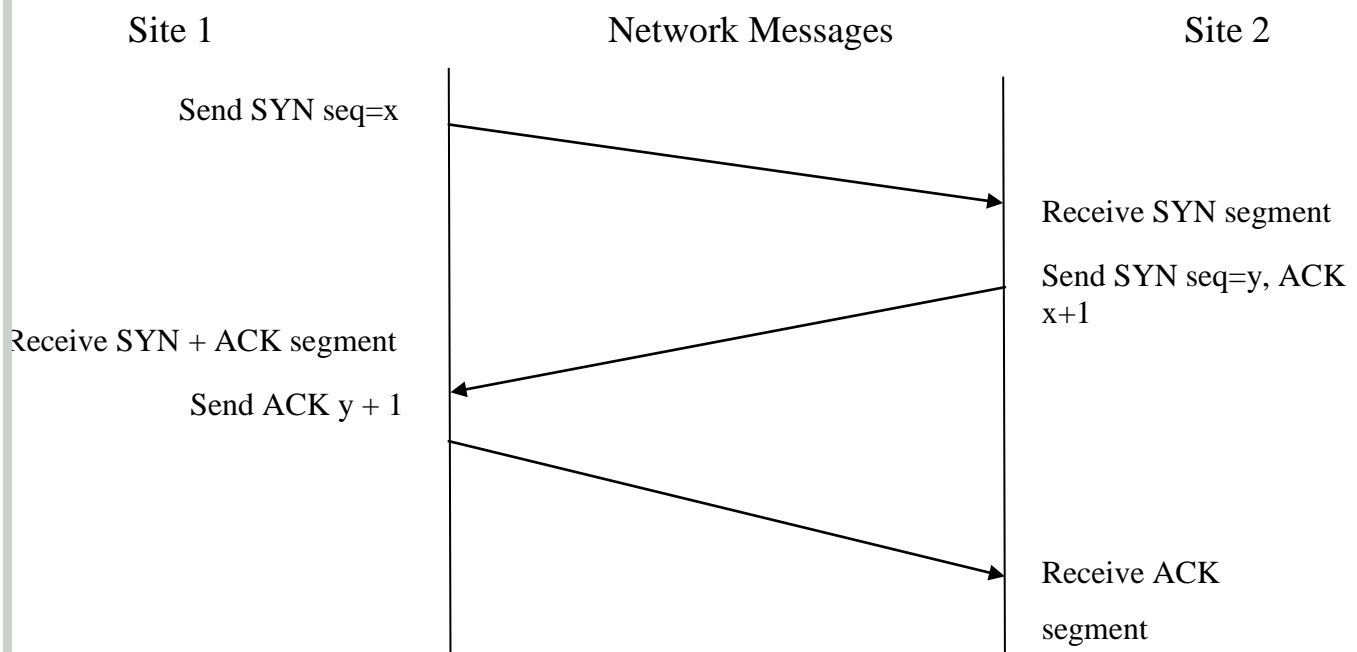 Site 1
Network Messages
Site 2
Send SYN seq=x
Receive SYN segment
Send SYN seq=y, ACK
x+1
Receive SYN + ACK segment
Send ACK y + 1
Receive ACK
segment